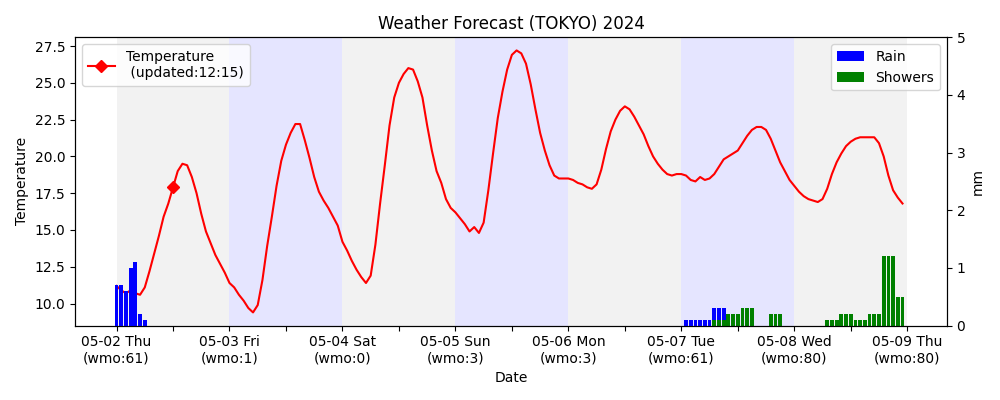 Weather Forecast (TOKYO) 2024
Temperature
(updated:12:15)
Rain
Showers
27.5
25.0
22.5
20.0
17.5
15.0
12.5
10.0
Temperature
5
4
3
2
1
0
mm
05-02 Thu
(wmo:61)
05-03 Fri
(wmo:1)
05-04 Sat
(wmo:0)
05-05 Sun
(wmo:3)
05-06 Mon
(wmo:3)
05-07 Tue
(wmo:61)
05-08 Wed
(wmo:80)
05-09 Thu
(wmo:80)
Date